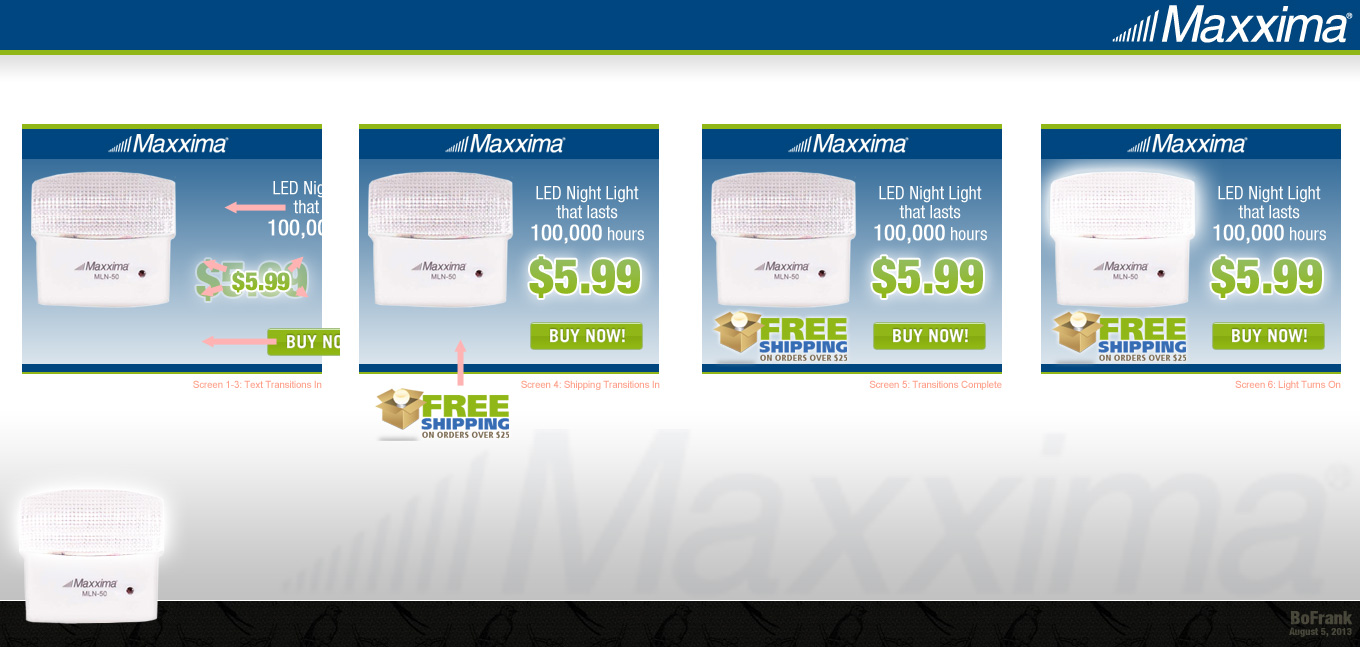 Maxxima®
Maxxima®
LED Nig
that
100,00
Maxxima
MLN-50
$5.99
$5.99
BUY NO
Screen 1-3: Text Transitions In
Maxxima®
LED Night Light
that lasts
100,000 hours
Maxxima
MLN-50
$5.99
BUY NOW!
Screen 4: Shipping Transitions In
FREE
SHIPPING
ON ORDERS OVER $25
Maxxima®
LED Night Light
that lasts
100,000 hours
Maxxima
MLN-50
$5.99
FREE
SHIPPING
ON ORDERS OVER $25
BUY NOW!
Screen 5: Transitions Complete
Maxxima®
LED Night Light
that lasts
100,000 hours
Maxxima
MLN-50
$5.99
FREE
SHIPPING
ON ORDERS OVER $25
BUY NOW!
Screen 6: Light Turns On
Maxxima®
Maxxima
MLN-50
BoFrank
August 5, 2013